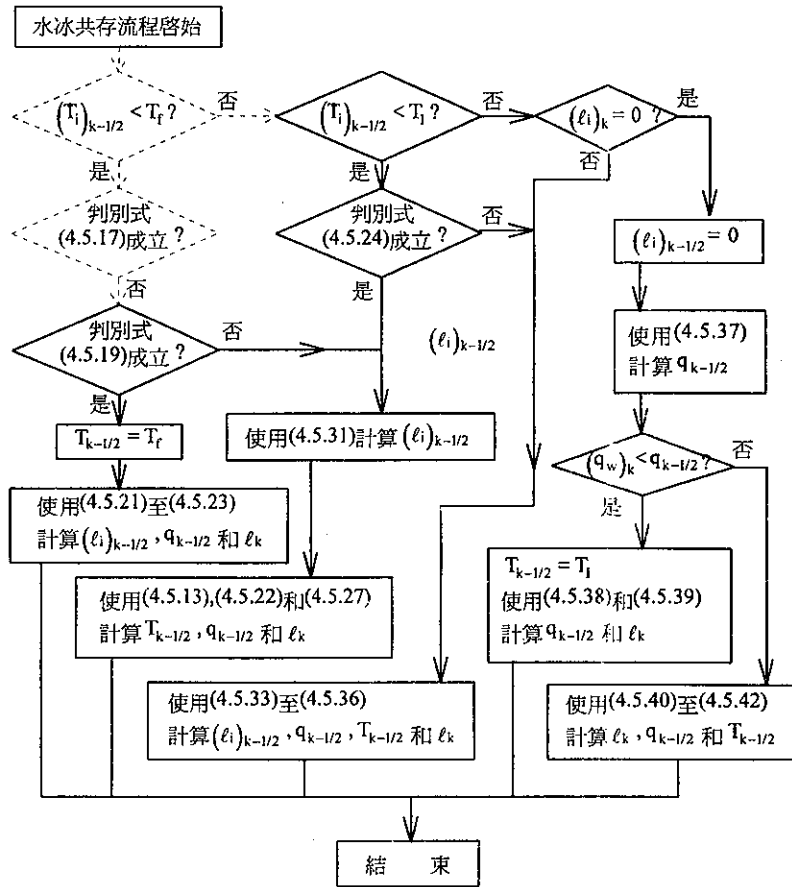 水冰共存流程啓始
(Tᵢ)ₖ₋₁/₂ < T_f ?
否
(Tᵢ)ₖ₋₁/₂ < Tⱼ ?
否
(ℓᵢ)ₖ = 0 ?
是
是
是
否
判別式
(4.5.17)成立?
判別式
(4.5.24)成立?
否
(ℓᵢ)ₖ₋₁/₂ = 0
否
是
判別式
(4.5.19)成立?
否
(ℓᵢ)ₖ₋₁/₂
使用(4.5.37)
計算 qₖ₋₁/₂
是
Tₖ₋₁/₂ = T_f
使用(4.5.31)計算 (ℓᵢ)ₖ₋₁/₂
(q_w)ₖ < qₖ₋₁/₂ ?
否
是
使用(4.5.21)至(4.5.23)
計算(ℓᵢ)ₖ₋₁/₂ , qₖ₋₁/₂ 和 ℓₖ
使用(4.5.13),(4.5.22)和(4.5.27)
計算 Tₖ₋₁/₂ , qₖ₋₁/₂ 和 ℓₖ
Tₖ₋₁/₂ = Tⱼ
使用(4.5.38)和(4.5.39)
計算 qₖ₋₁/₂ 和 ℓₖ
使用(4.5.33)至(4.5.36)
計算(ℓᵢ)ₖ₋₁/₂ , qₖ₋₁/₂ , Tₖ₋₁/₂ 和 ℓₖ
使用(4.5.40)至(4.5.42)
計算 ℓₖ , qₖ₋₁/₂ 和 Tₖ₋₁/₂
結 束